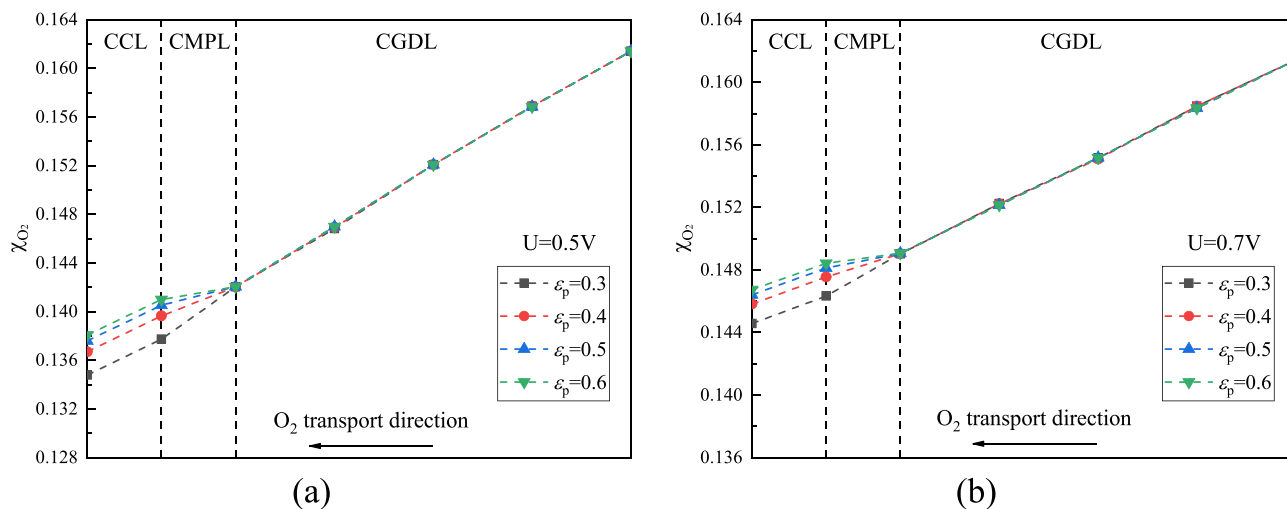 0.164
0.160
0.156
0.152
0.148
0.144
0.140
0.136
0.132
0.128
χO₂
CCL
CMPL
CGDL
U=0.5V
εp=0.3
εp=0.4
εp=0.5
εp=0.6
O₂ transport direction
(a)
0.164
0.160
0.156
0.152
0.148
0.144
0.140
0.136
χO₂
CCL
CMPL
CGDL
U=0.7V
εp=0.3
εp=0.4
εp=0.5
εp=0.6
O₂ transport direction
(b)